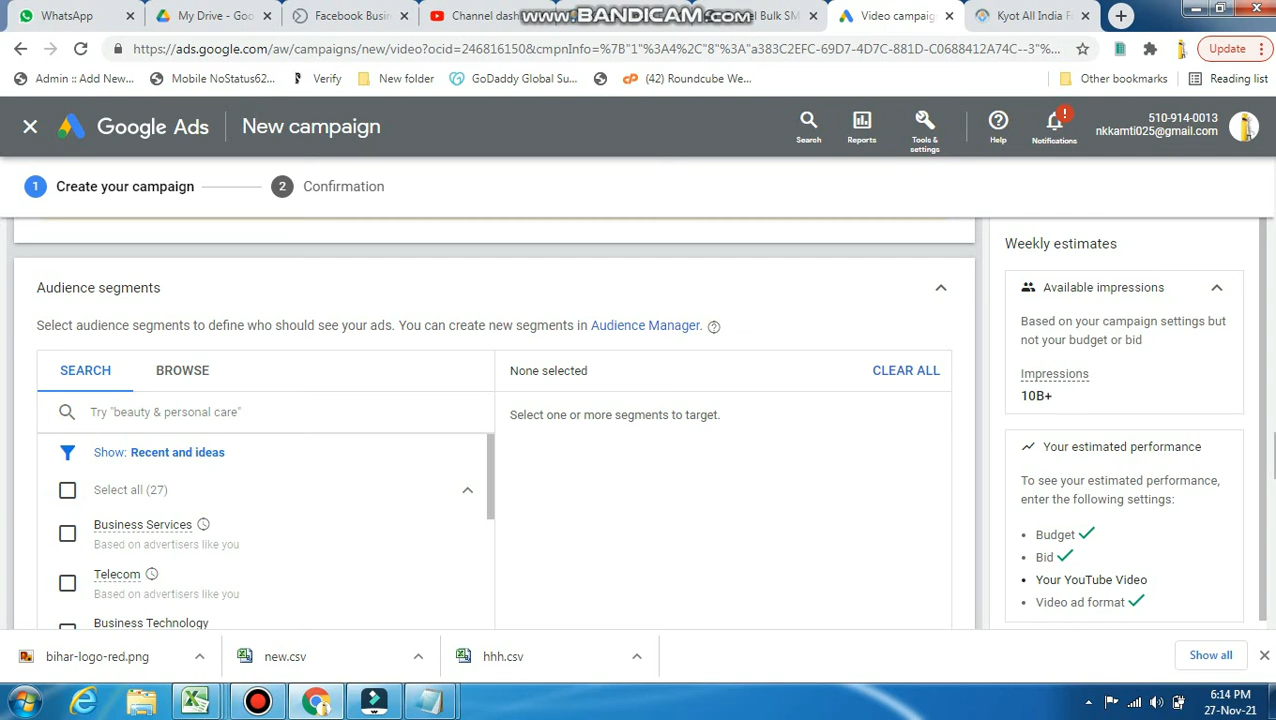 WhatsApp
My Drive - Goo
Facebook Busin
Channel dash
www.BANDICAM.com
el Bulk SM
Video campaig
Kyot All India F
https://ads.google.com/aw/campaigns/new/video?ocid=248616150&cmpnInfo=%7B"1"%3A4%2C"8"%3A"a383C2EFC-69D7-4D7C-881D-C0688412A74C--3"%...
Update
Admin :: Add New...
Mobile NoStatus62...
Verify
New folder
GoDaddy Global Su...
(42) Roundcube We...
Other bookmarks
Reading list
Google Ads
New campaign
Search
Reports
Tools & settings
Help
Notifications
510-914-0013
nkkamti025@gmail.com
1 Create your campaign
2 Confirmation
Audience segments
Select audience segments to define who should see your ads. You can create new segments in Audience Manager.
SEARCH
BROWSE
None selected
CLEAR ALL
Try "beauty & personal care"
Select one or more segments to target.
Show: Recent and ideas
Select all (27)
Business Services
Based on advertisers like you
Telecom
Based on advertisers like you
Business Technology
Weekly estimates
Available impressions
Based on your campaign settings but
not your budget or bid
Impressions
10B+
Your estimated performance
To see your estimated performance,
enter the following settings:
Budget
Bid
Your YouTube Video
Video ad format
bihar-logo-red.png
new.csv
hhh.csv
Show all
6:14 PM
27-Nov-21